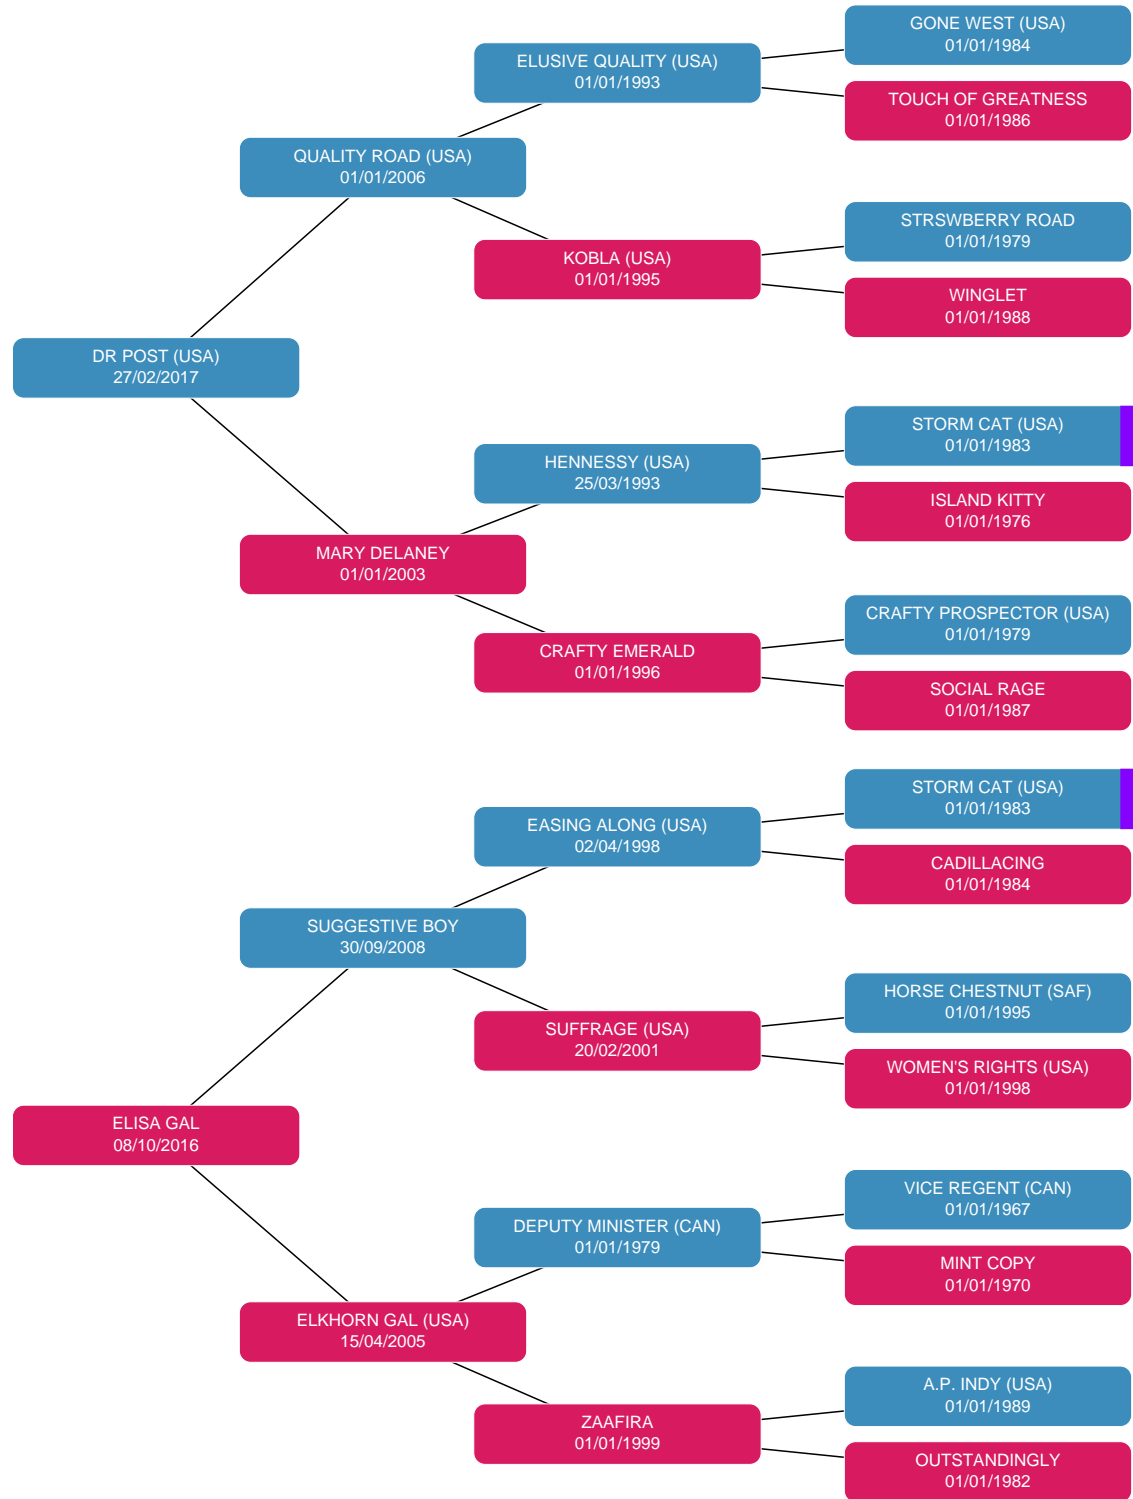 GONE WEST (USA)
01/01/1984
ELUSIVE QUALITY (USA)
01/01/1993
TOUCH OF GREATNESS
01/01/1986
QUALITY ROAD (USA)
01/01/2006
STRSWBERRY ROAD
01/01/1979
KOBLA (USA)
01/01/1995
WINGLET
01/01/1988
DR POST (USA)
27/02/2017
STORM CAT (USA)
01/01/1983
HENNESSY (USA)
25/03/1993
ISLAND KITTY
01/01/1976
MARY DELANEY
01/01/2003
CRAFTY PROSPECTOR (USA)
01/01/1979
CRAFTY EMERALD
01/01/1996
SOCIAL RAGE
01/01/1987
STORM CAT (USA)
01/01/1983
EASING ALONG (USA)
02/04/1998
CADILLACING
01/01/1984
SUGGESTIVE BOY
30/09/2008
HORSE CHESTNUT (SAF)
01/01/1995
SUFFRAGE (USA)
20/02/2001
WOMEN'S RIGHTS (USA)
01/01/1998
ELISA GAL
08/10/2016
VICE REGENT (CAN)
01/01/1967
DEPUTY MINISTER (CAN)
01/01/1979
MINT COPY
01/01/1970
ELKHORN GAL (USA)
15/04/2005
A.P. INDY (USA)
01/01/1989
ZAAFIRA
01/01/1999
OUTSTANDINGLY
01/01/1982